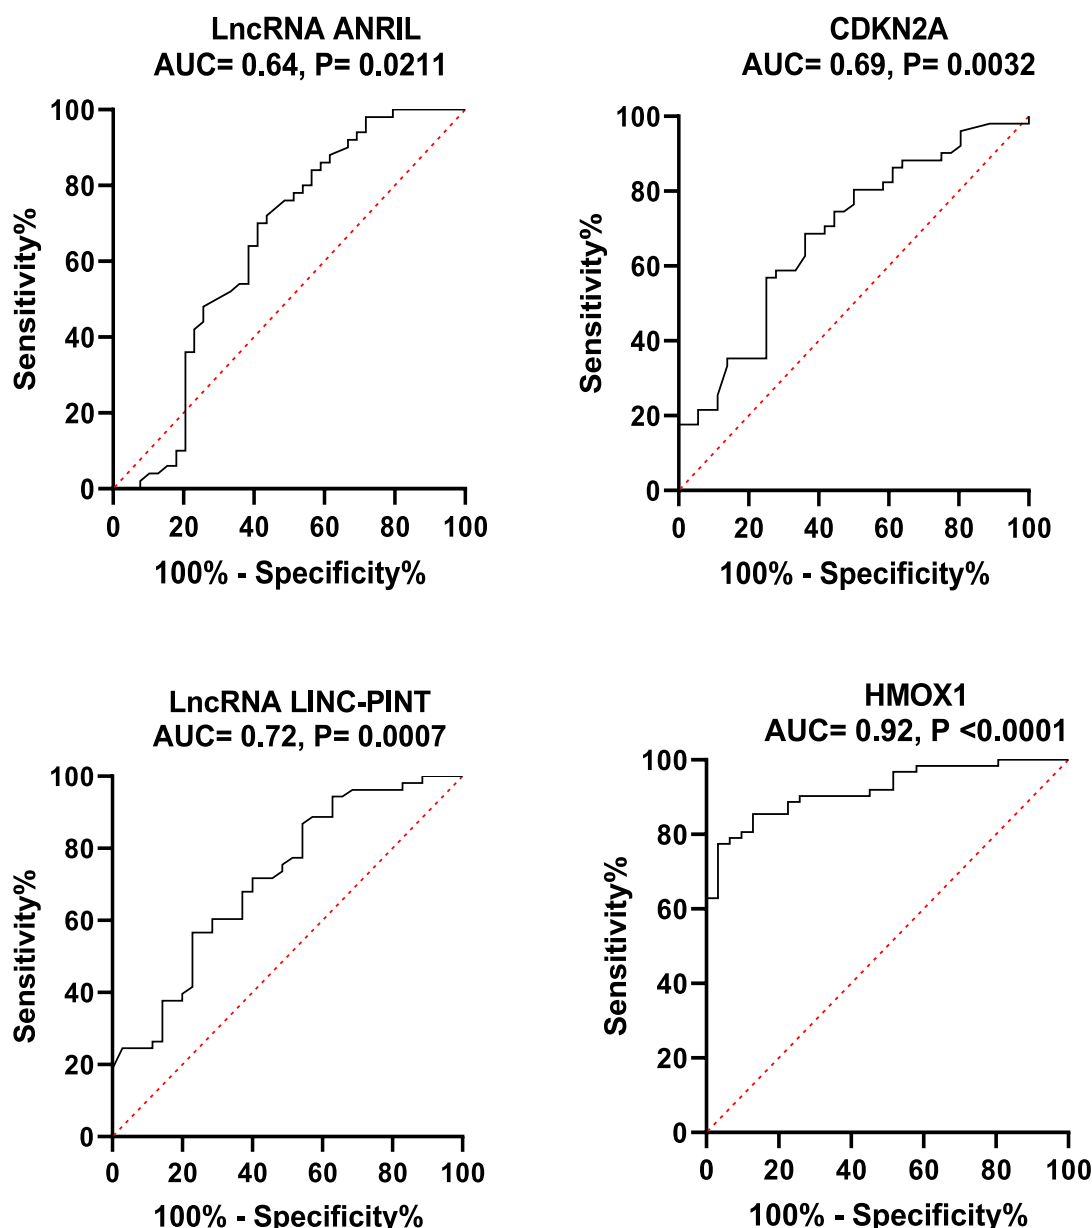 LncRNA ANRIL
AUC= 0.64, P= 0.0211
100
80
60
40
20
0
Sensitivity%
0 20 40 60 80 100
100% - Specificity%
CDKN2A
AUC= 0.69, P= 0.0032
100
80
60
40
20
0
Sensitivity%
0 20 40 60 80 100
100% - Specificity%
LncRNA LINC-PINT
AUC= 0.72, P= 0.0007
100
80
60
40
20
0
Sensitivity%
0 20 40 60 80 100
100% - Specificity%
HMOX1
AUC= 0.92, P <0.0001
100
80
60
40
20
0
Sensitivity%
0 20 40 60 80 100
100% - Specificity%